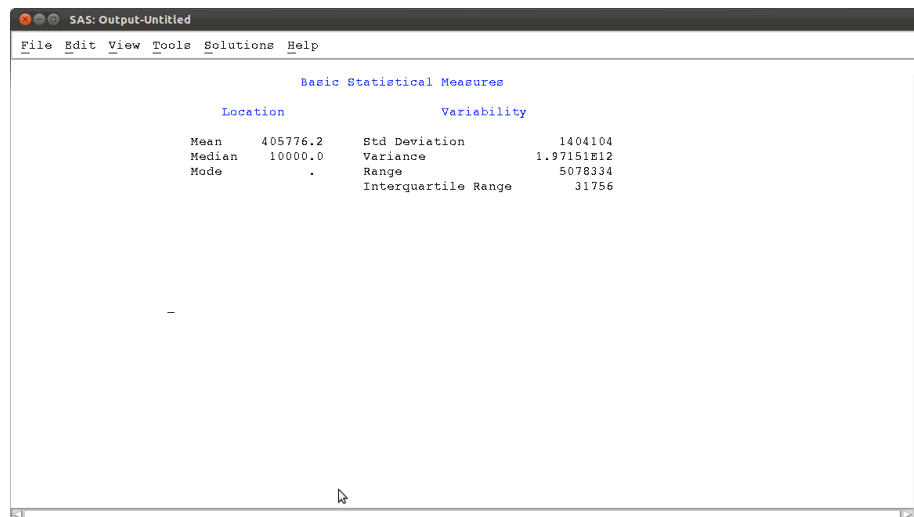 SAS: Output-Untitled
File Edit View Tools Solutions Help
Basic Statistical Measures
Location Variability
Mean 405776.2 Std Deviation 1404104
Median 10000.0 Variance 1.97151E12
Mode . Range 5078334
Interquartile Range 31756